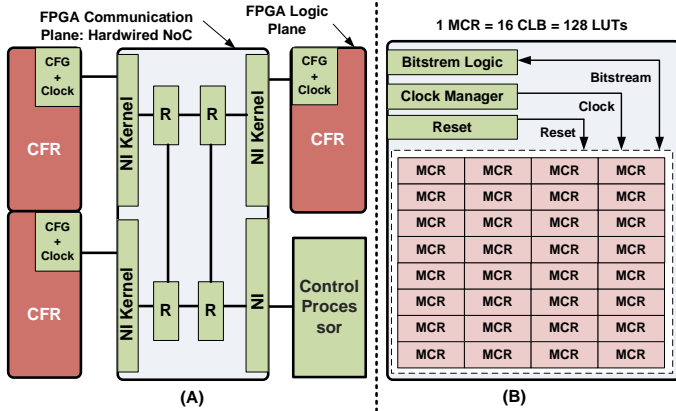 FPGA Communication
Plane: Hardwired NoC
FPGA Logic
Plane
CFG
+
Clock
CFR
NI Kernel
R
R
NI Kernel
CFG
+
Clock
CFR
CFG
+
Clock
CFR
NI Kernel
R
R
NI
Control
Proces
sor
(A)
1 MCR = 16 CLB = 128 LUTs
Bitstrem Logic
Bitstream
Clock Manager
Clock
Reset
Reset
MCR MCR MCR MCR
MCR MCR MCR MCR
MCR MCR MCR MCR
MCR MCR MCR MCR
MCR MCR MCR MCR
MCR MCR MCR MCR
MCR MCR MCR MCR
MCR MCR MCR MCR
(B)